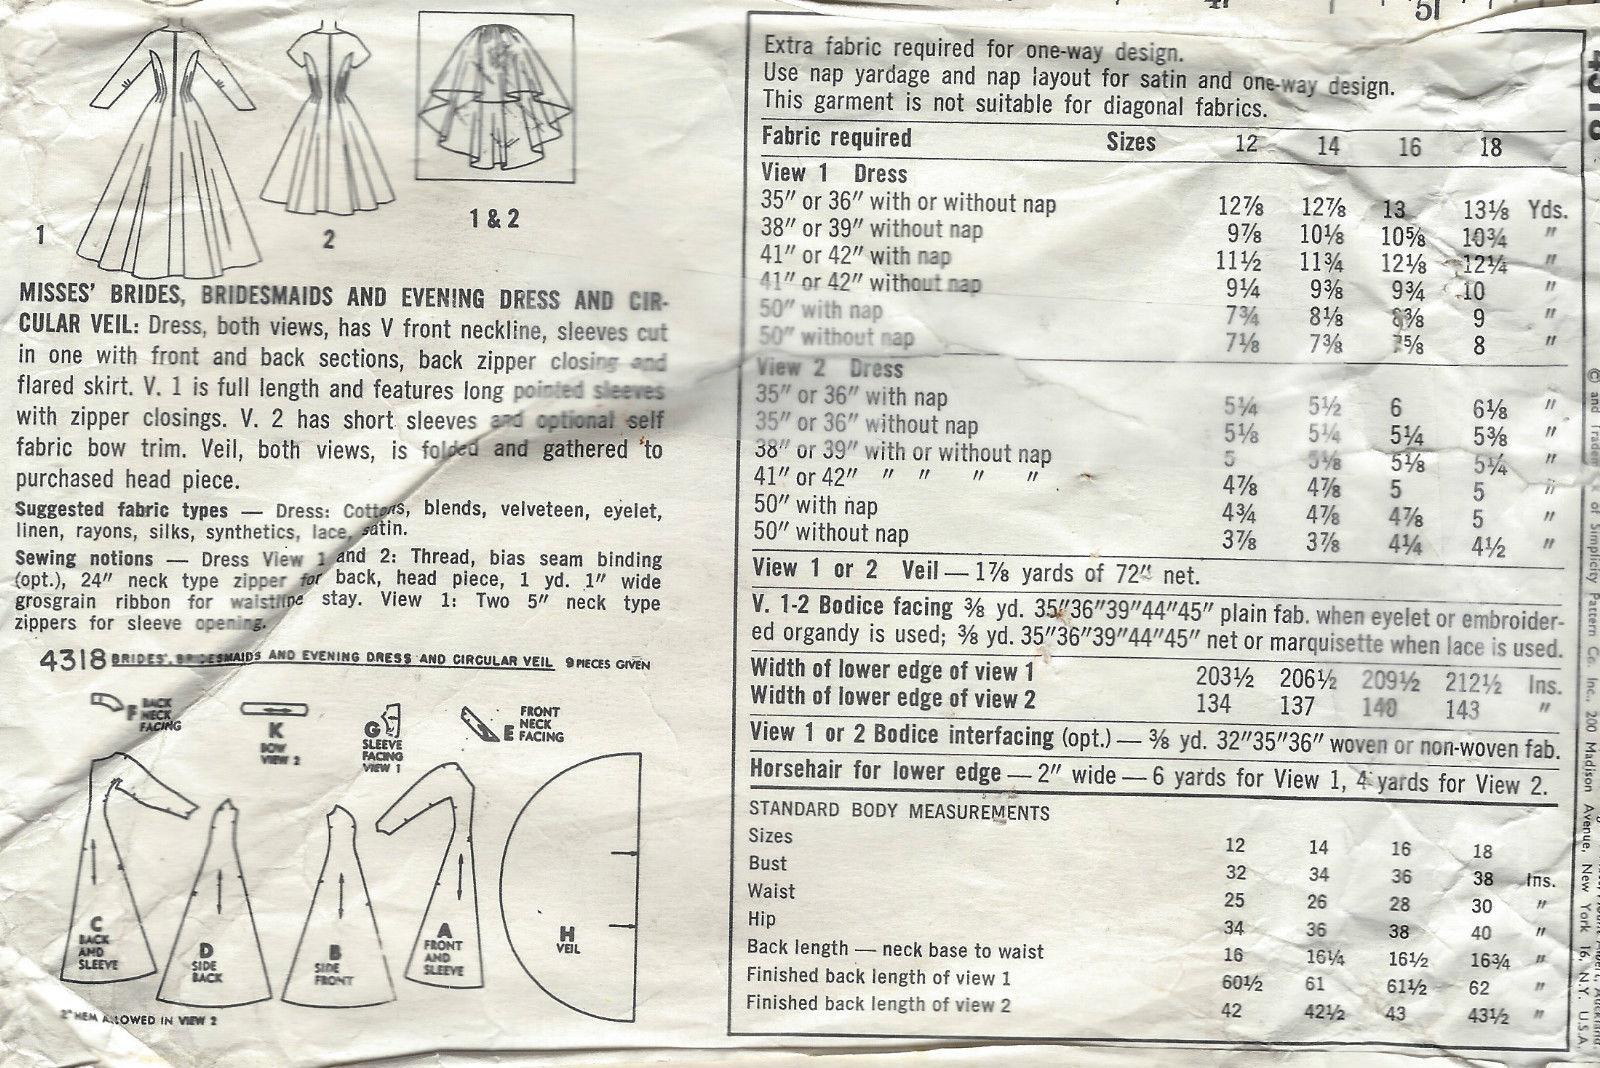 1
2
1 & 2
MISSES' BRIDES, BRIDESMAIDS AND EVENING DRESS AND CIR-
CULAR VEIL: Dress, both views, has V front neckline, sleeves cut
in one with front and back sections, back zipper closing and
flared skirt. V. 1 is full length and features long pointed sleeves
with zipper closings. V. 2 has short sleeves and optional self
fabric bow trim. Veil, both views, is folded and gathered to
purchased head piece.
Suggested fabric types — Dress: Cottons, blends, velveteen, eyelet,
linen, rayons, silks, synthetics, lace, satin.
Sewing notions — Dress View 1 and 2: Thread, bias seam binding
(opt.), 24" neck type zipper for back, head piece, 1 yd. 1" wide
grosgrain ribbon for waistline stay. View 1: Two 5" neck type
zippers for sleeve opening.
4318 BRIDES', BRIDESMAIDS AND EVENING DRESS AND CIRCULAR VEIL 9 PIECES GIVEN
F BACK NECK FACING
K BOW VIEW 2
G SLEEVE FACING VIEW 1
E FRONT NECK FACING
C BACK AND SLEEVE
D SIDE BACK
B SIDE FRONT
A FRONT AND SLEEVE
H VEIL
2" HEM ALLOWED IN VIEW 2
Extra fabric required for one-way design.
Use nap yardage and nap layout for satin and one-way design.
This garment is not suitable for diagonal fabrics.
Fabric required Sizes 12 14 16 18
View 1 Dress
35" or 36" with or without nap 12⅞ 12⅞ 13 13⅛ Yds.
38" or 39" without nap 9⅞ 10⅛ 10⅝ 10¾ "
41" or 42" with nap 11½ 11¾ 12⅛ 12¼ "
41" or 42" without nap 9¼ 9⅜ 9¾ 10 "
50" with nap 7¾ 8⅛ 8⅜ 9 "
50" without nap 7⅛ 7⅜ 7⅝ 8 "
View 2 Dress
35" or 36" with nap 5¼ 5½ 6 6⅛ "
35" or 36" without nap 5⅛ 5¼ 5¼ 5⅜ "
38" or 39" with or without nap 5 5⅛ 5⅛ 5¼ "
41" or 42" " " " " 4⅞ 4⅞ 5 5 "
50" with nap 4¾ 4⅞ 4⅞ 5 "
50" without nap 3⅞ 3⅞ 4¼ 4½ "
View 1 or 2 Veil — 1⅞ yards of 72" net.
V. 1-2 Bodice facing ⅜ yd. 35"36"39"44"45" plain fab. when eyelet or embroider-
ed organdy is used; ⅜ yd. 35"36"39"44"45" net or marquisette when lace is used.
Width of lower edge of view 1 203½ 206½ 209½ 212½ Ins.
Width of lower edge of view 2 134 137 140 143 "
View 1 or 2 Bodice interfacing (opt.) — ⅜ yd. 32"35"36" woven or non-woven fab.
Horsehair for lower edge — 2" wide — 6 yards for View 1, 4 yards for View 2.
STANDARD BODY MEASUREMENTS
Sizes 12 14 16 18
Bust 32 34 36 38 Ins.
Waist 25 26 28 30 "
Hip 34 36 38 40 "
Back length — neck base to waist 16 16¼ 16½ 16¾ "
Finished back length of view 1 60½ 61 61½ 62 "
Finished back length of view 2 42 42½ 43 43½ "
© and of Simplicity Pattern Co. Inc., 200 Madison Avenue, New York 16, N.Y. U.S.A.